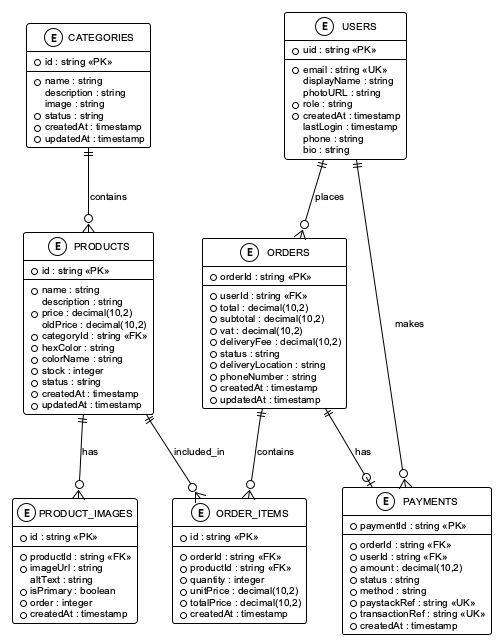 E CATEGORIES
id : string «PK»
name : string
description : string
image : string
status : string
createdAt : timestamp
updatedAt : timestamp
E USERS
uid : string «PK»
email : string «UK»
displayName : string
photoURL : string
role : string
createdAt : timestamp
lastLogin : timestamp
phone : string
bio : string
contains
places
E PRODUCTS
id : string «PK»
name : string
description : string
price : decimal(10,2)
oldPrice : decimal(10,2)
categoryId : string «FK»
hexColor : string
colorName : string
stock : integer
status : string
createdAt : timestamp
updatedAt : timestamp
E ORDERS
orderId : string «PK»
userId : string «FK»
total : decimal(10,2)
subtotal : decimal(10,2)
vat : decimal(10,2)
deliveryFee : decimal(10,2)
status : string
deliveryLocation : string
phoneNumber : string
createdAt : timestamp
updatedAt : timestamp
makes
has
included_in
contains
has
E PRODUCT_IMAGES
id : string «PK»
productId : string «FK»
imageUrl : string
altText : string
isPrimary : boolean
order : integer
createdAt : timestamp
E ORDER_ITEMS
id : string «PK»
orderId : string «FK»
productId : string «FK»
quantity : integer
unitPrice : decimal(10,2)
totalPrice : decimal(10,2)
createdAt : timestamp
E PAYMENTS
paymentId : string «PK»
orderId : string «FK»
userId : string «FK»
amount : decimal(10,2)
status : string
method : string
paystackRef : string «UK»
transactionRef : string «UK»
createdAt : timestamp